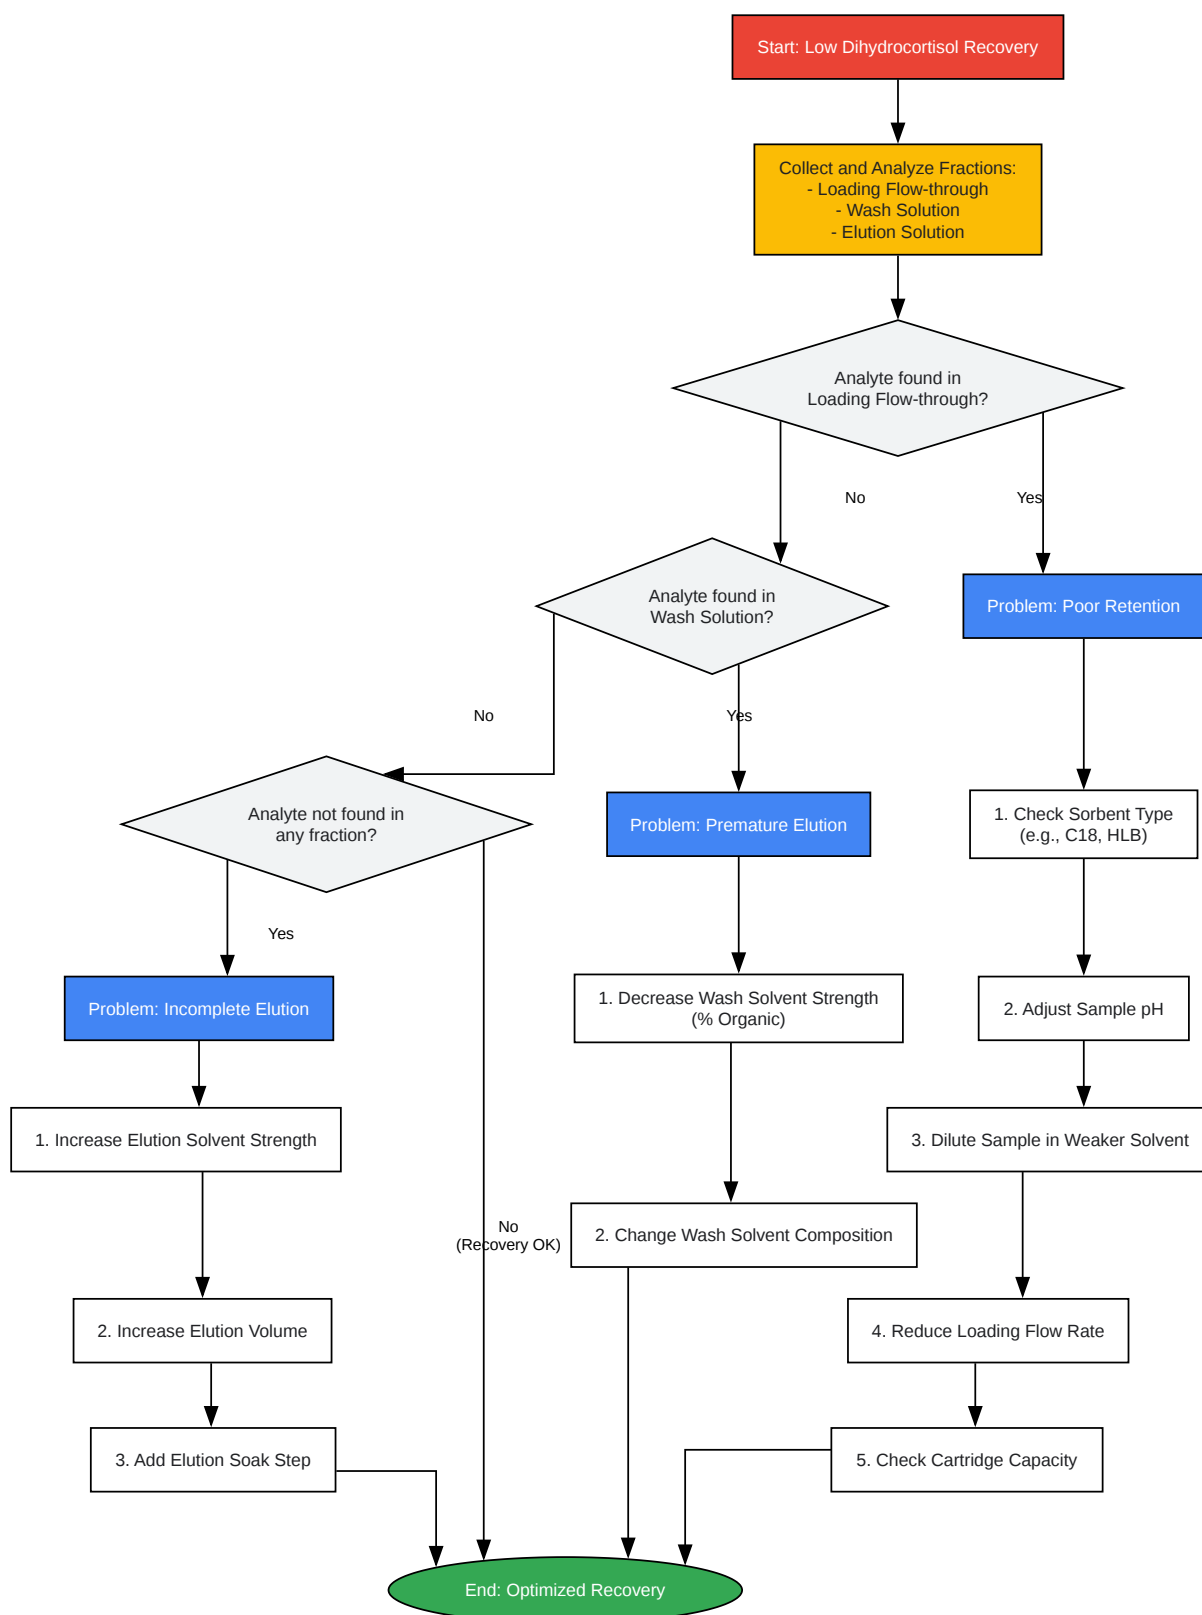 Start: Low Dihydrocortisol Recovery
Collect and Analyze Fractions:
- Loading Flow-through
- Wash Solution
- Elution Solution
Analyte found in
Loading Flow-through?
No
Yes
Analyte found in
Wash Solution?
Problem: Poor Retention
No
Yes
Analyte not found in
any fraction?
Problem: Premature Elution
1. Check Sorbent Type
(e.g., C18, HLB)
Yes
Problem: Incomplete Elution
1. Decrease Wash Solvent Strength
(% Organic)
2. Adjust Sample pH
1. Increase Elution Solvent Strength
3. Dilute Sample in Weaker Solvent
No
(Recovery OK)
2. Change Wash Solvent Composition
2. Increase Elution Volume
4. Reduce Loading Flow Rate
3. Add Elution Soak Step
5. Check Cartridge Capacity
End: Optimized Recovery